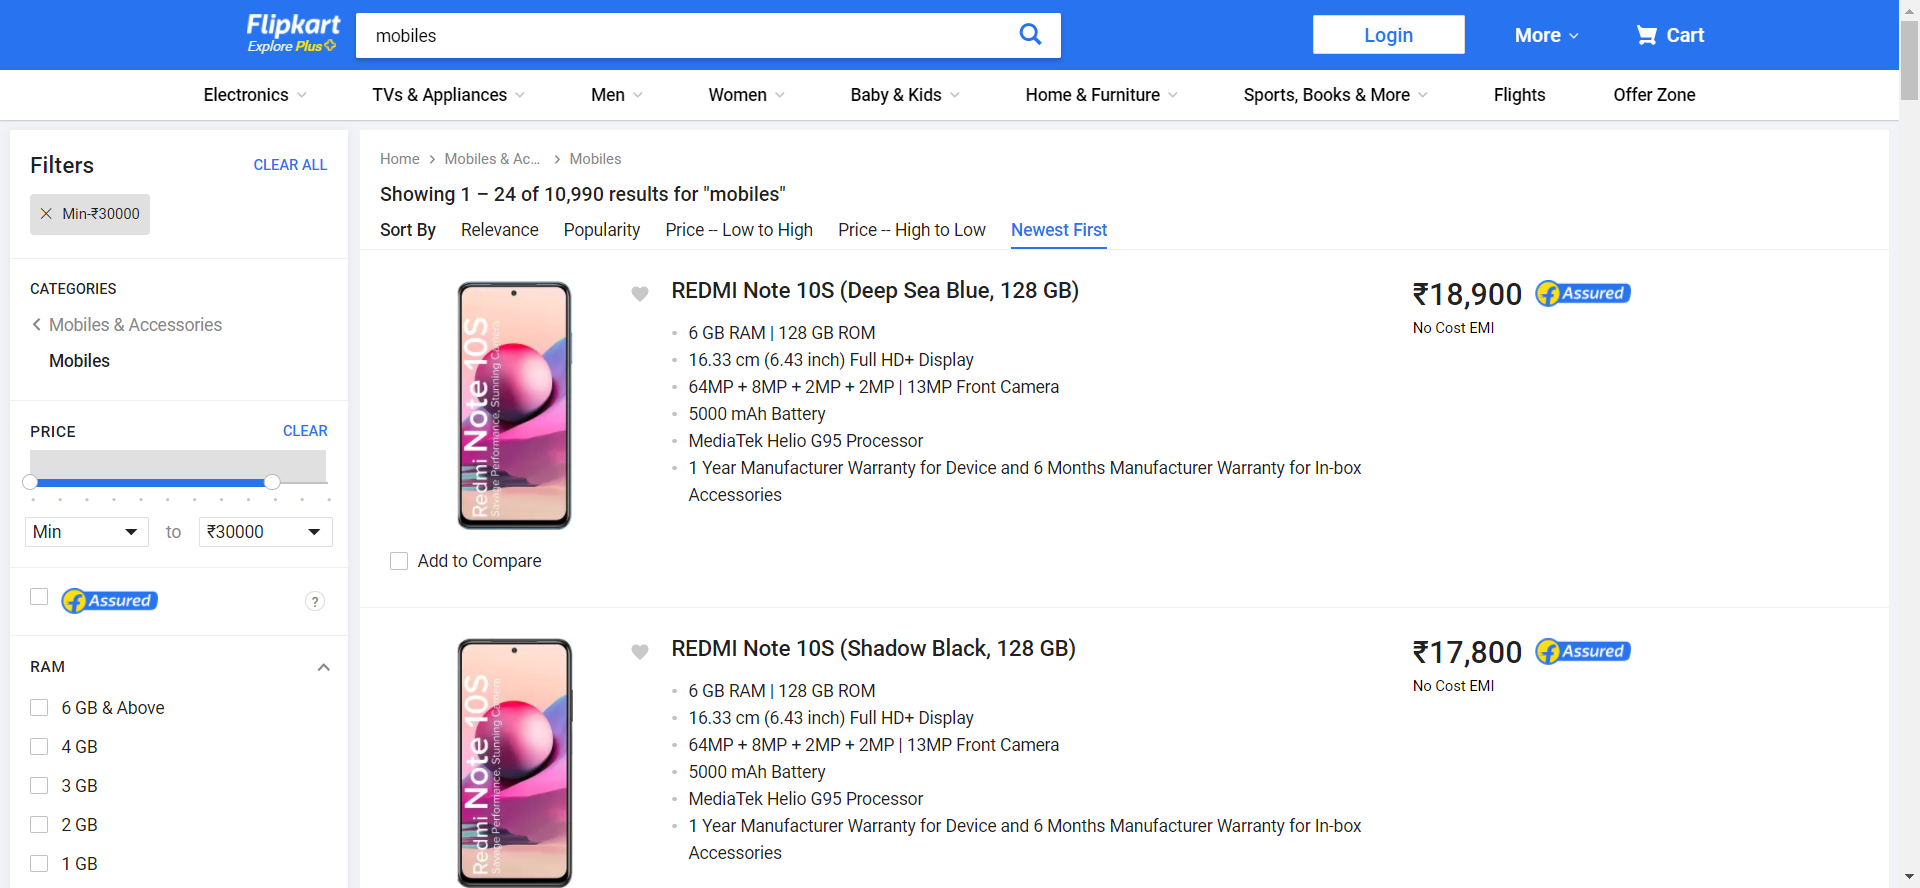 Flipkart
Explore Plus
mobiles
Login
More
Cart
Electronics
TVs & Appliances
Men
Women
Baby & Kids
Home & Furniture
Sports, Books & More
Flights
Offer Zone
Filters
CLEAR ALL
Min-₹30000
CATEGORIES
Mobiles & Accessories
Mobiles
PRICE
CLEAR
Min
to
₹30000
Assured
?
RAM
6 GB & Above
4 GB
3 GB
2 GB
1 GB
Home
Mobiles & Ac...
Mobiles
Showing 1 – 24 of 10,990 results for "mobiles"
Sort By
Relevance
Popularity
Price -- Low to High
Price -- High to Low
Newest First
Redmi Note 10S
Savage Performance, Stunning Camera
Add to Compare
REDMI Note 10S (Deep Sea Blue, 128 GB)
6 GB RAM | 128 GB ROM
16.33 cm (6.43 inch) Full HD+ Display
64MP + 8MP + 2MP + 2MP | 13MP Front Camera
5000 mAh Battery
MediaTek Helio G95 Processor
1 Year Manufacturer Warranty for Device and 6 Months Manufacturer Warranty for In-box
Accessories
₹18,900
Assured
No Cost EMI
Redmi Note 10S
Savage Performance, Stunning Camera
REDMI Note 10S (Shadow Black, 128 GB)
6 GB RAM | 128 GB ROM
16.33 cm (6.43 inch) Full HD+ Display
64MP + 8MP + 2MP + 2MP | 13MP Front Camera
5000 mAh Battery
MediaTek Helio G95 Processor
1 Year Manufacturer Warranty for Device and 6 Months Manufacturer Warranty for In-box
Accessories
₹17,800
Assured
No Cost EMI